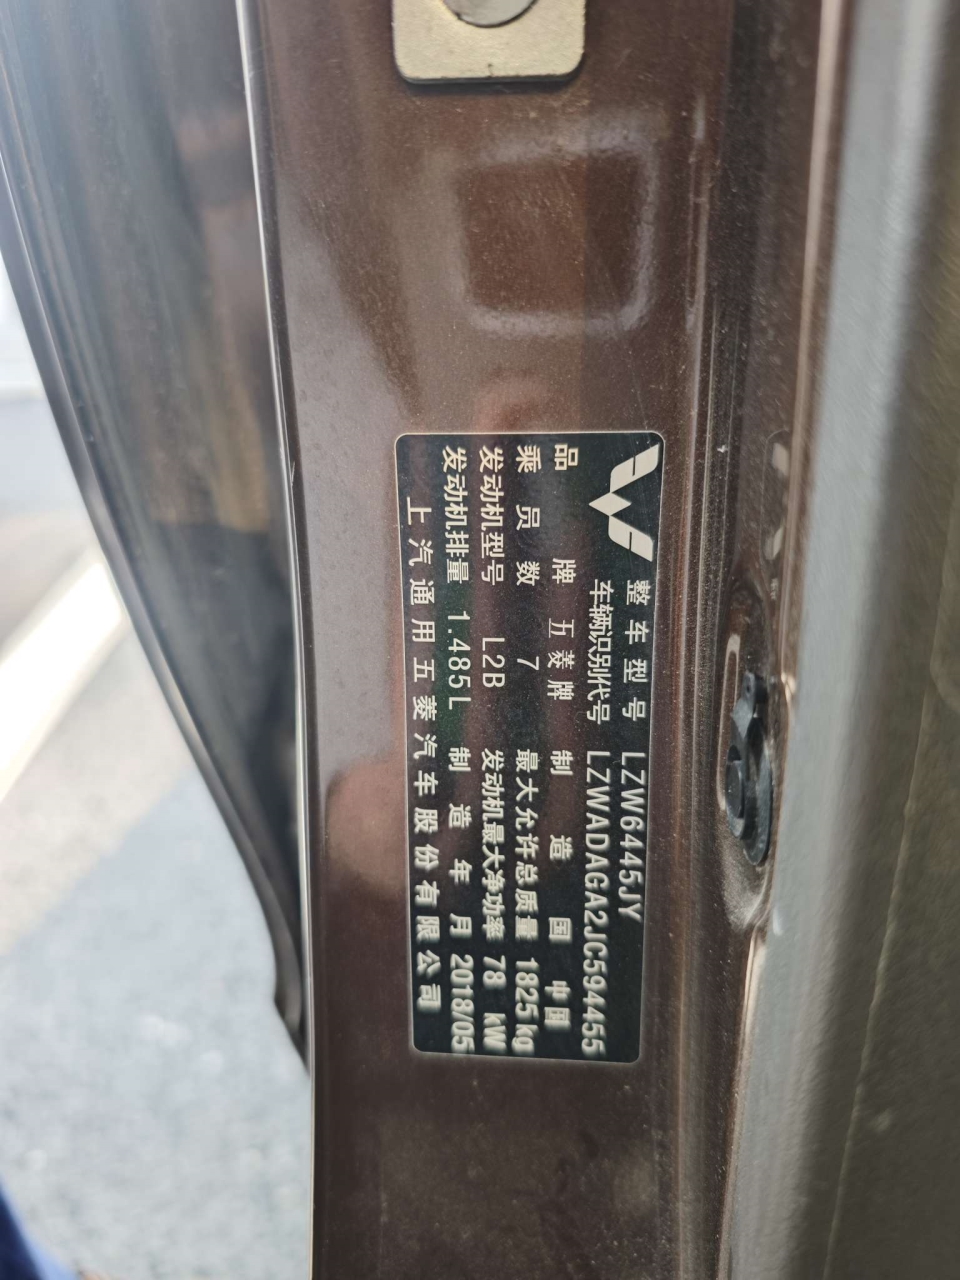 整车型号 LZW6445JY
车辆识别代号 LZWADAGA2JC594455
品牌 五菱牌 制造国 中国
乘员数 7 最大允许总质量 1825kg
发动机型号 L2B 发动机最大净功率 78 kW
发动机排量 1.485L 制造年月 2018/05
上汽通用五菱汽车股份有限公司